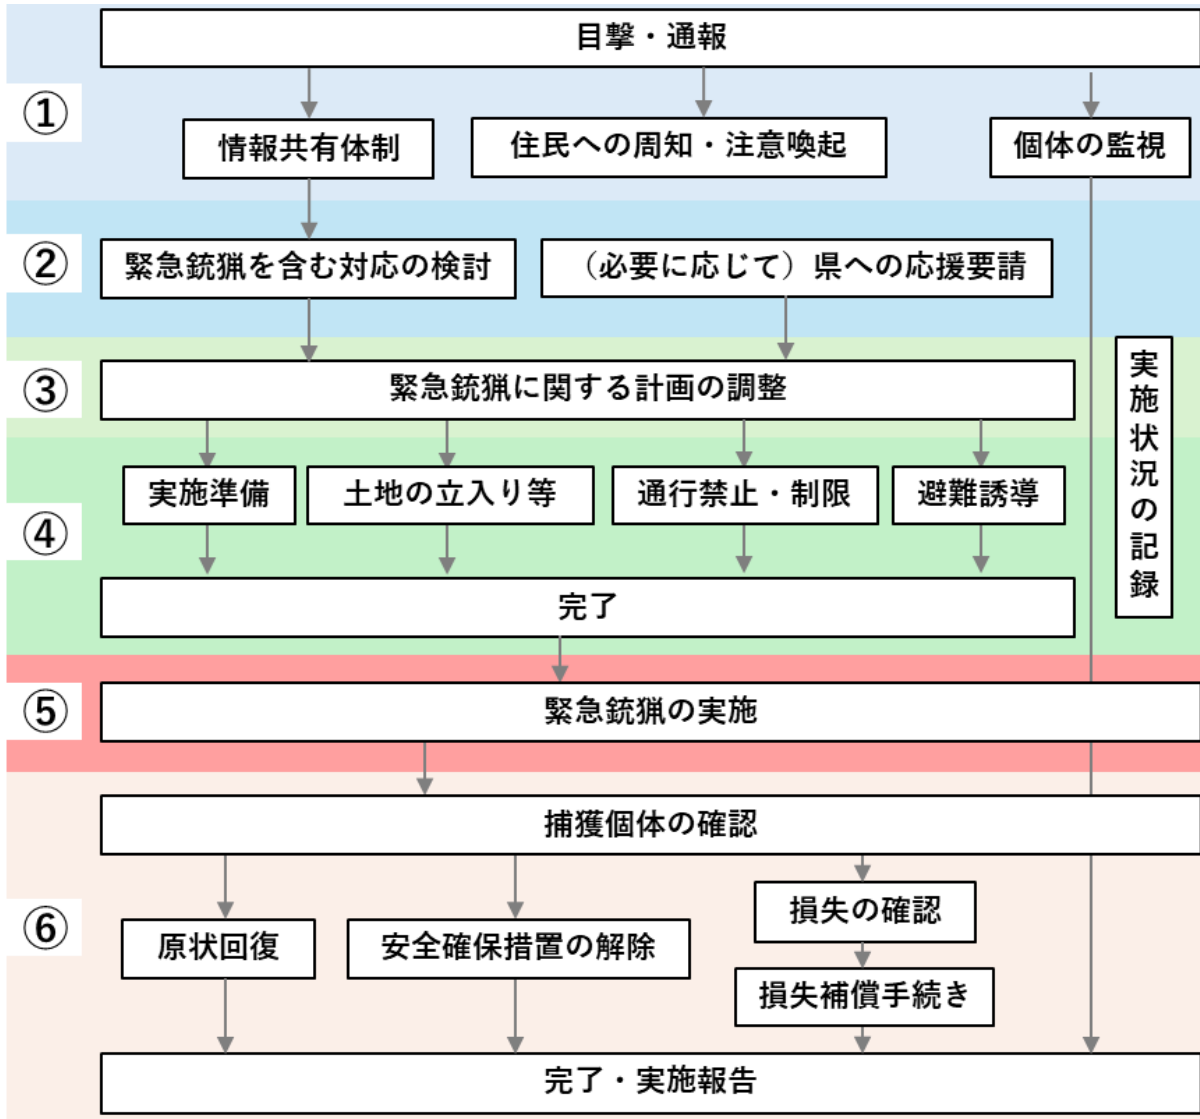 目撃・通報
①
情報共有体制
住民への周知・注意喚起
個体の監視
②
緊急銃猟を含む対応の検討
（必要に応じて）県への応援要請
③
緊急銃猟に関する計画の調整
実施状況の記録
④
実施準備
土地の立入り等
通行禁止・制限
避難誘導
完了
⑤
緊急銃猟の実施
捕獲個体の確認
⑥
原状回復
安全確保措置の解除
損失の確認
損失補償手続き
完了・実施報告